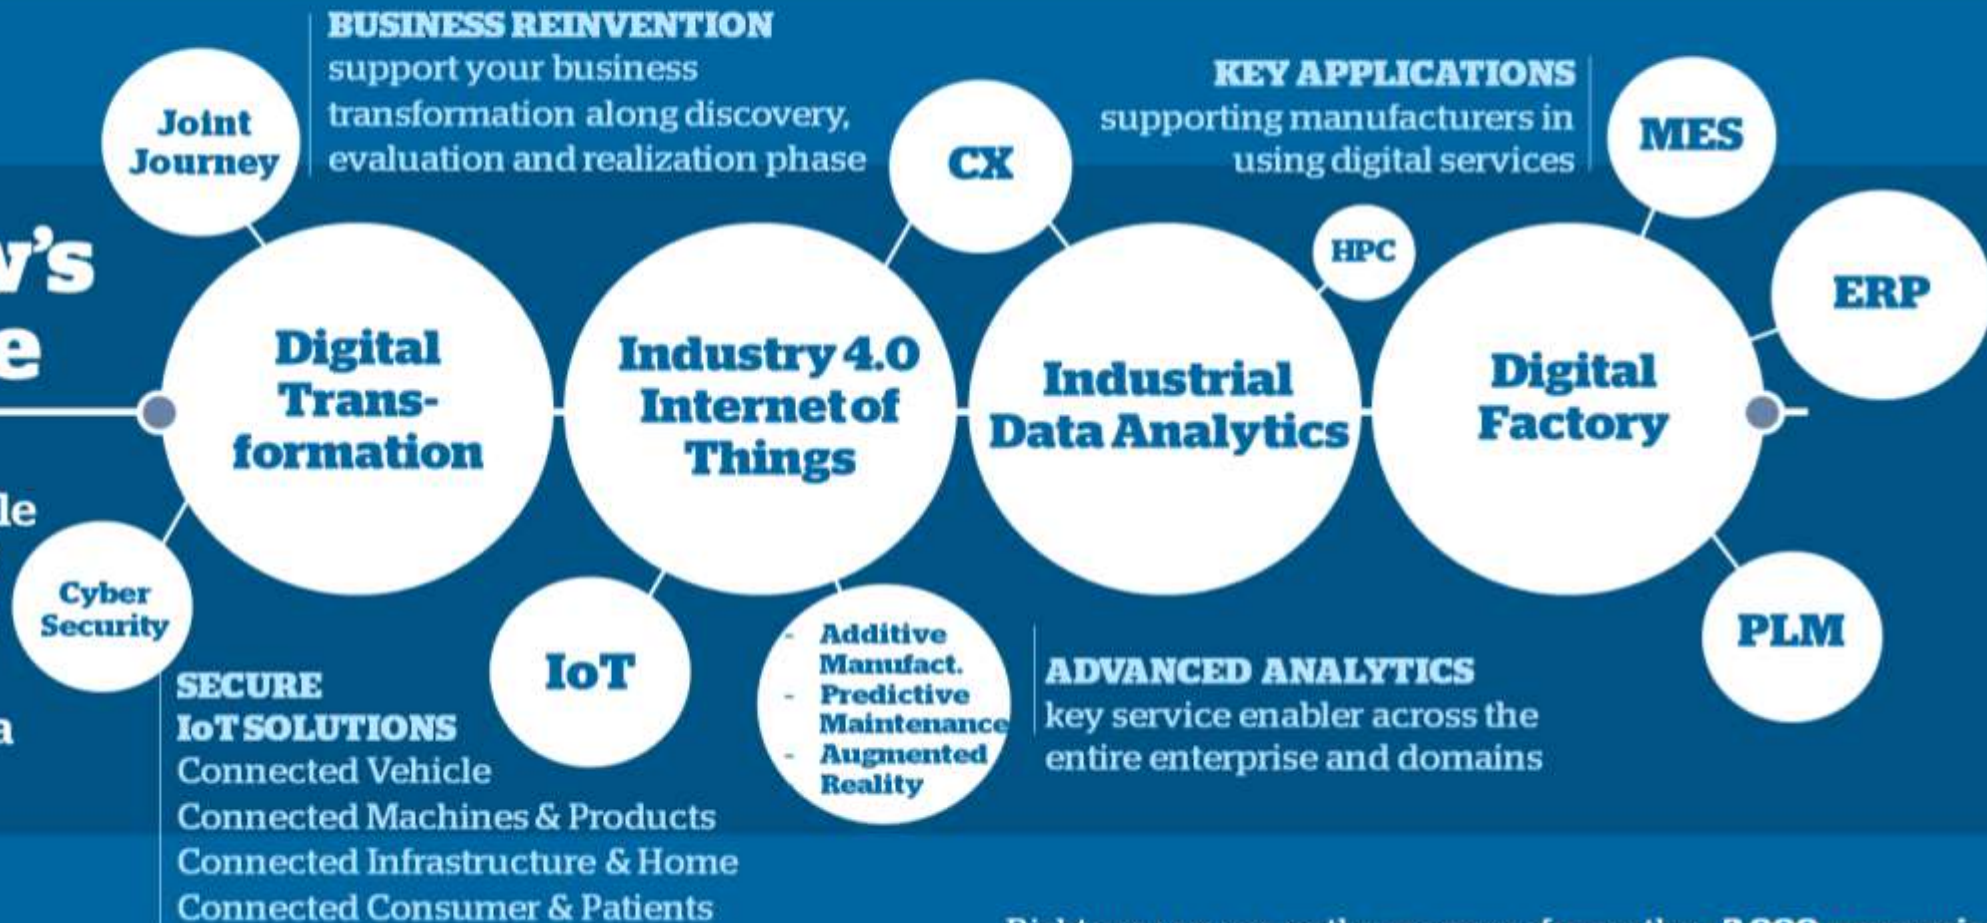 BUSINESS REINVENTION
support your business
transformation along discovery,
evaluation and realization phase
KEY APPLICATIONS
supporting manufacturers in
using digital services
Joint
Journey
CX
MES
HPC
ERP
v's
e
Digital
Trans-
formation
Industry 4.0
Internet of
Things
Industrial
Data Analytics
Digital
Factory
le
a
Cyber
Security
IoT
- Additive
Manufact.
- Predictive
Maintenance
- Augmented
Reality
PLM
SECURE
IoT SOLUTIONS
Connected Vehicle
Connected Machines & Products
Connected Infrastructure & Home
Connected Consumer & Patients
ADVANCED ANALYTICS
key service enabler across the
entire enterprise and domains